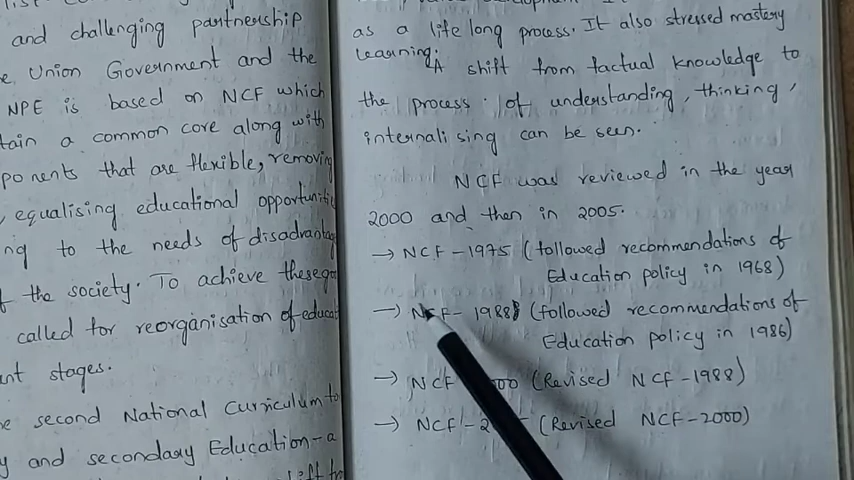 and challenging partnership
Union Government and the
NPE is based on NCF which
tain a common core along with
ponents that are flexible, removing
equalising educational opportuniti
ng to the needs of disadvantag
the society. To achieve these
called for reorganisation of educat
stages.
second National Curriculum
y and secondary Education-a
as a life long process. It also stressed mastery
learning. A shift from factual knowledge to
the process of understanding, thinking,
internalising can be seen.
NCF was reviewed in the year
2000 and then in 2005.
→ NCF-1975 (followed recommendations of
Education policy in 1968)
→ NCF-1988 (followed recommendations of
Education policy in 1986)
→ NCF (Revised NCF-1988)
→ NCF- (Revised NCF-2000)